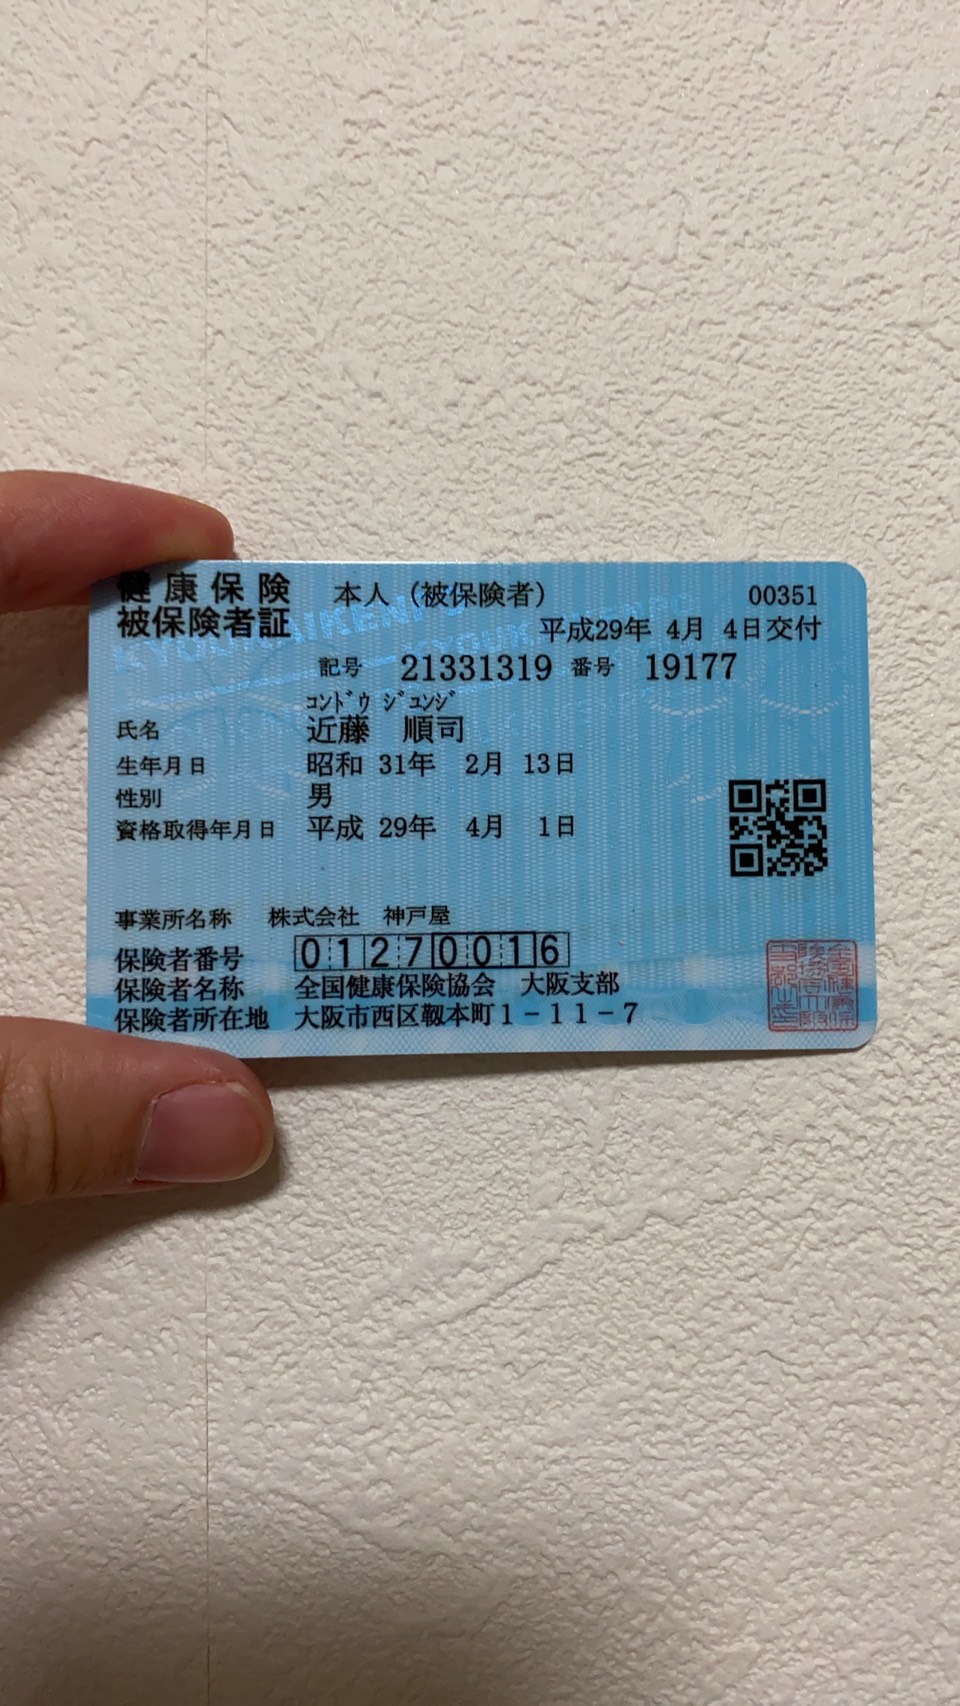 健康保険 本人（被保険者） 00351
被保険者証 平成29年 4月 4日交付
記号 21331319 番号 19177
ｺﾝﾄﾞｳ ｼﾞﾕﾝｼﾞ
氏名 近藤 順司
生年月日 昭和 31年 2月 13日
性別 男
資格取得年月日 平成 29年 4月 1日
事業所名称 株式会社 神戸屋
保険者番号 01270016
保険者名称 全国健康保険協会 大阪支部
保険者所在地 大阪市西区靱本町1－11－7